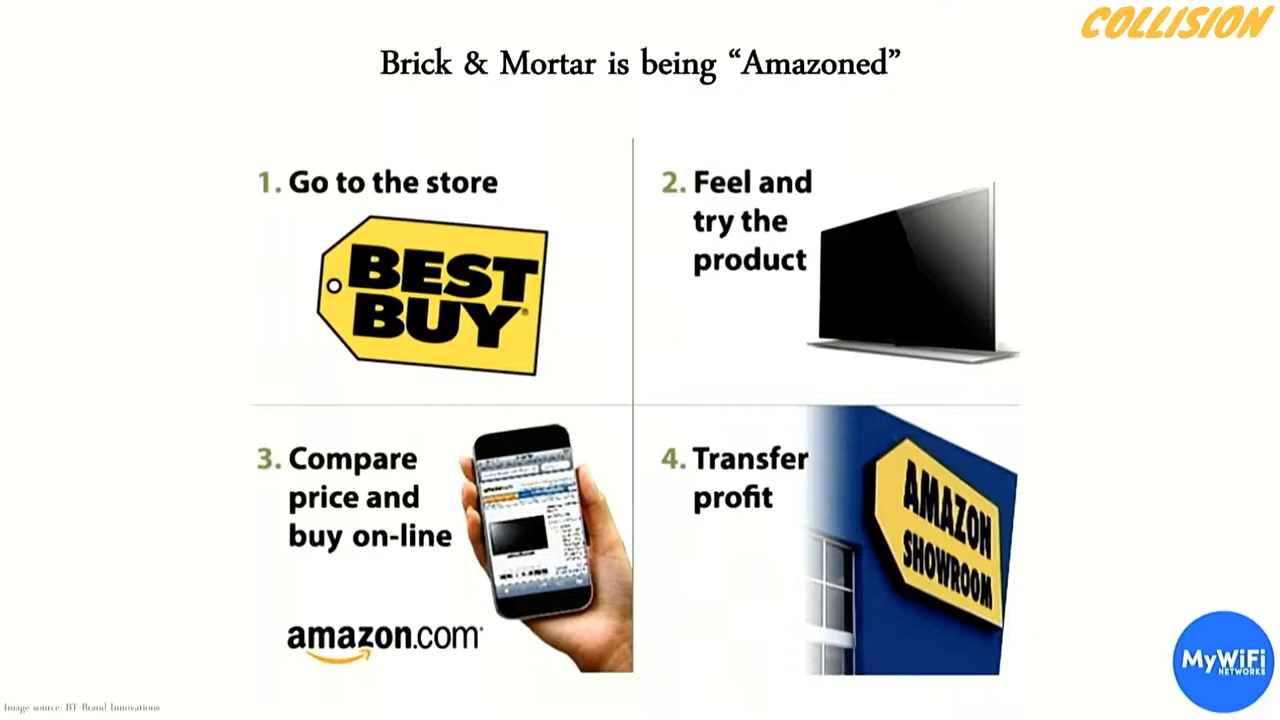 COLLISION
Brick & Mortar is being “Amazoned”
1. Go to the store
BEST
BUY®
2. Feel and
try the
product
3. Compare
price and
buy on-line
amazon.com
4. Transfer
profit
AMAZON
SHOWROOM
MyWiFi
NETWORKS
Image source: BT Brand Innovations